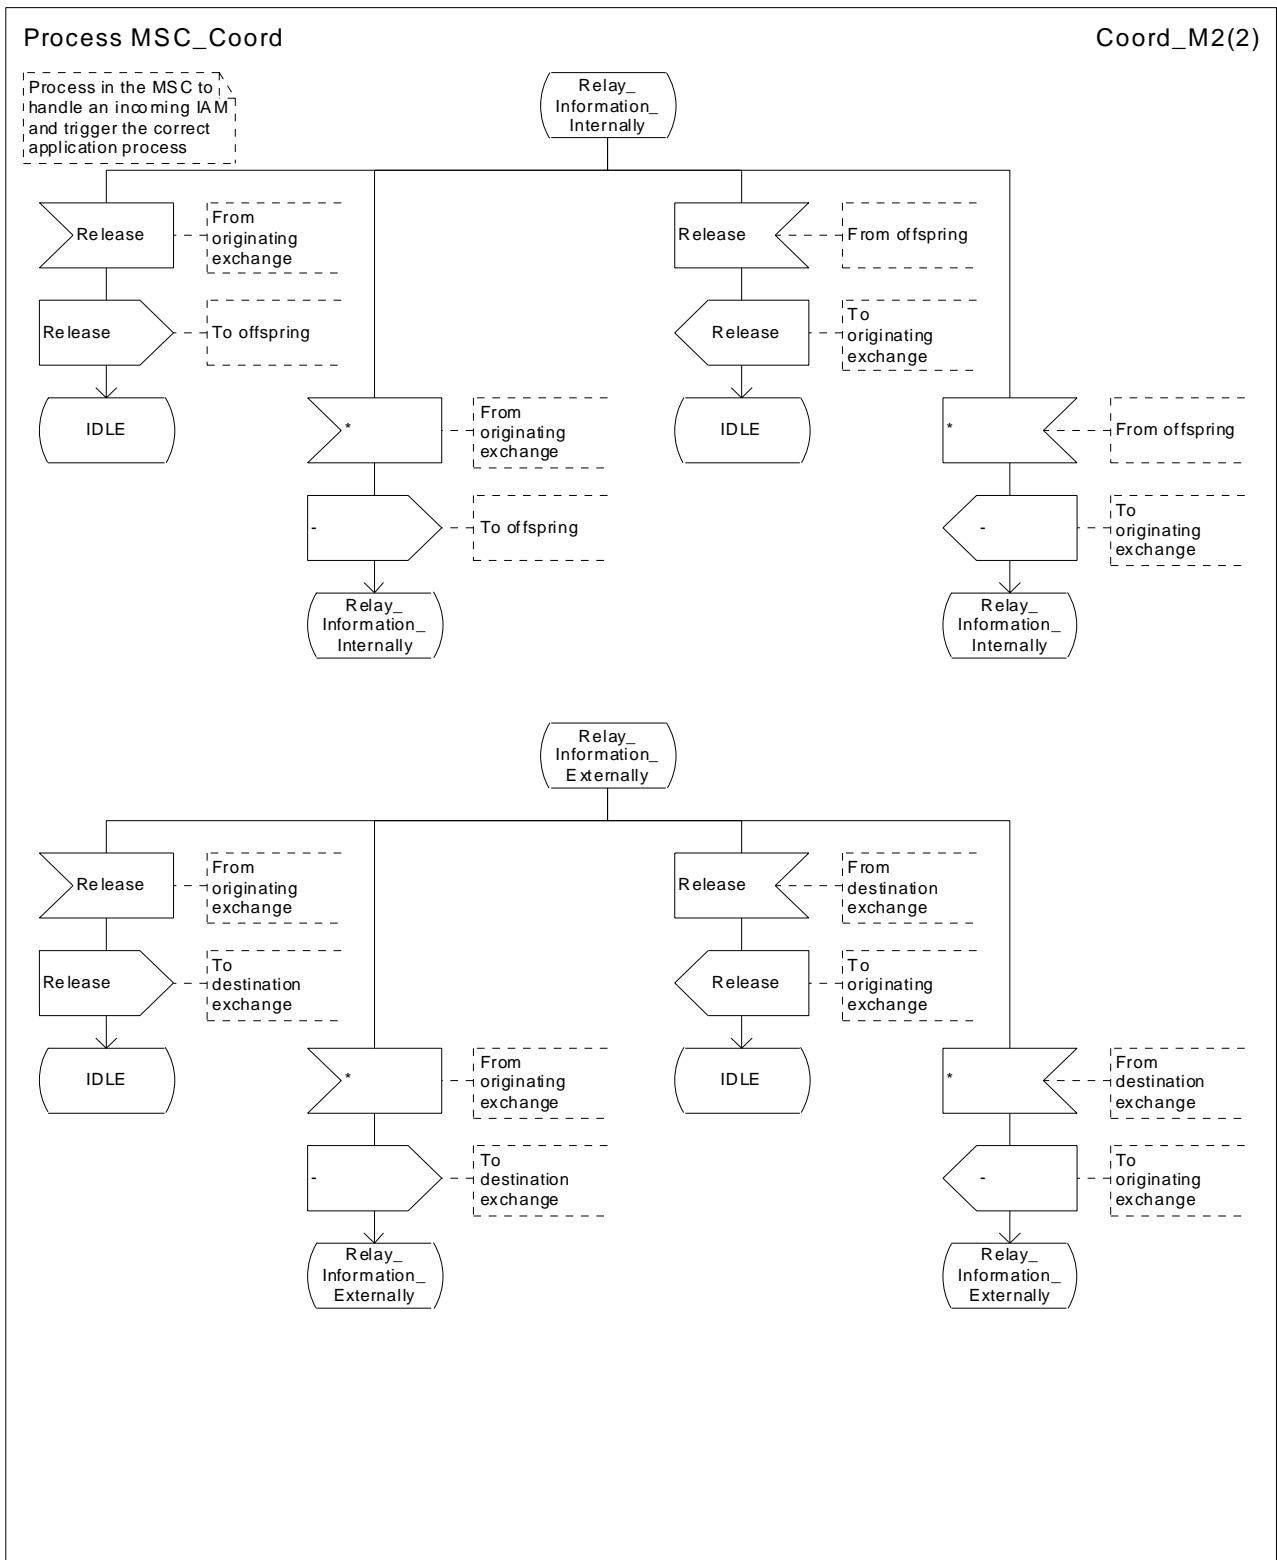 Process MSC_Coord
Coord_M2(2)
Process in the MSC to
handle an incoming IAM
and trigger the correct
application process
Relay_
Information_
Internally
Release
From
originating
exchange
Release
From offspring
Release
To offspring
Release
To
originating
exchange
IDLE
*
From
originating
exchange
IDLE
*
From offspring
-
To offspring
-
To
originating
exchange
Relay_
Information_
Internally
Relay_
Information_
Internally
Relay_
Information_
Externally
Release
From
originating
exchange
Release
From
destination
exchange
Release
To
destination
exchange
Release
To
originating
exchange
IDLE
*
From
originating
exchange
IDLE
*
From
destination
exchange
-
To
destination
exchange
-
To
originating
exchange
Relay_
Information_
Externally
Relay_
Information_
Externally